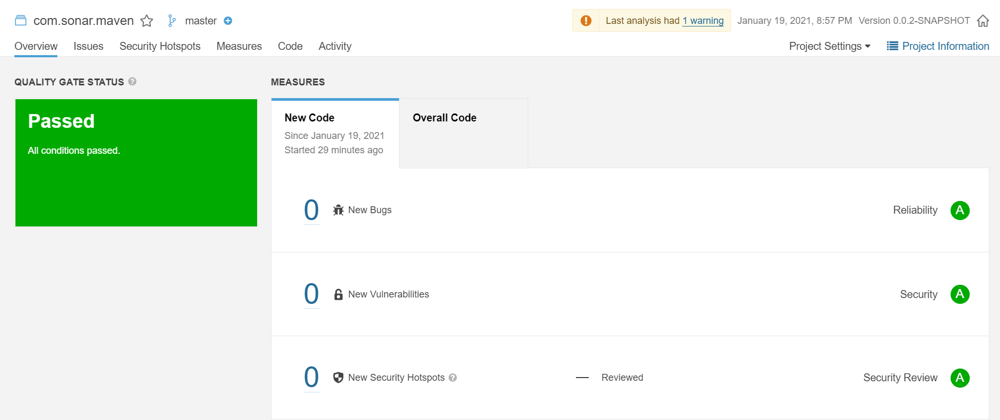 com.sonar.maven master
Last analysis had 1 warning January 19, 2021, 8:57 PM Version 0.0.2-SNAPSHOT
Overview Issues Security Hotspots Measures Code Activity
Project Settings Project Information
QUALITY GATE STATUS ?
Passed
All conditions passed.
MEASURES
New Code
Since January 19, 2021
Started 29 minutes ago
Overall Code
0 New Bugs Reliability A
0 New Vulnerabilities Security A
0 New Security Hotspots ? — Reviewed Security Review A